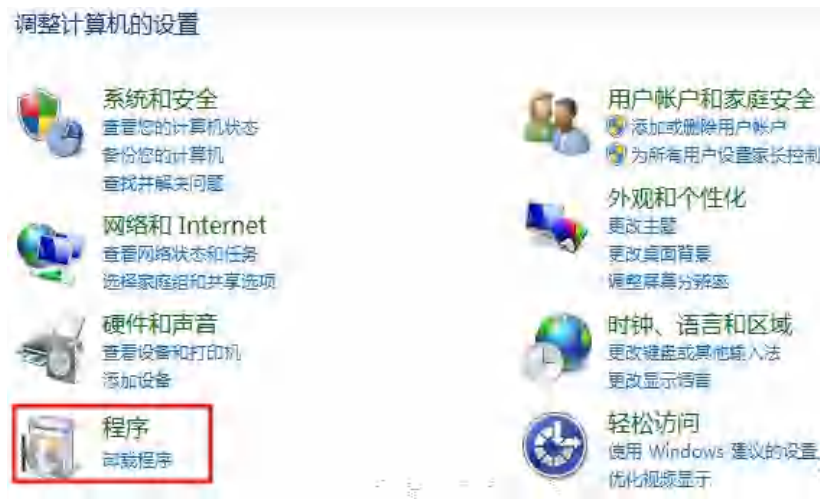 调整计算机的设置
系统和安全
查看您的计算机状态
备份您的计算机
查找并解决问题
网络和 Internet
查看网络状态和任务
选择家庭组和共享选项
硬件和声音
查看设备和打印机
添加设备
程序
卸载程序
用户帐户和家庭安全
添加或删除用户帐户
为所有用户设置家长控制
外观和个性化
更改主题
更改桌面背景
调整屏幕分辨率
时钟、语言和区域
更改键盘或其他输入法
更改显示语言
轻松访问
使用 Windows 建议的设置
优化视频显示